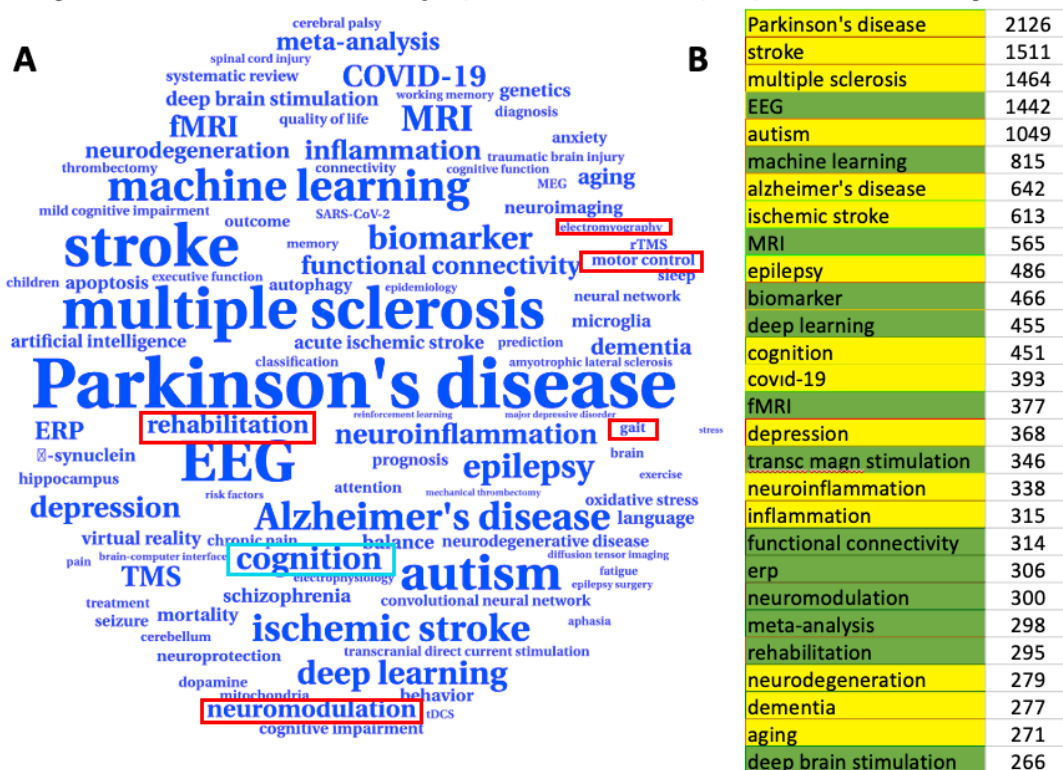 cerebral palsy
A
meta-analysis
B
spinal cord injury
systematic review
COVID-19
deep brain stimulation
working memory
genetics
fMRI
quality of life
MRI
diagnosis
neurodegeneration
inflammation
anxiety
thrombectomy
connectivity
cognitive function
traumatic brain injury
machine learning
MEG
aging
mild cognitive impairment
outcome
SARS-CoV-2
neuroimaging
electromyography
stroke
memory
biomarker
rTMS
functional connectivity
motor control
sleep
children
apoptosis
executive function
autophagy
epidemiology
neural network
multiple sclerosis
microglia
artificial intelligence
acute ischemic stroke
prediction
dementia
classification
amyotrophic lateral sclerosis
Parkinson's disease
reinforcement learning
major depressive disorder
ERP
rehabilitation
neuroinflammation
gait
stress
-synuclein
EEG
prognosis
epilepsy
brain
hippocampus
exercise
risk factors
attention
mechanical thrombectomy
oxidative stress
depression
Alzheimer's disease
language
virtual reality
chronic pain
balance
neurodegenerative disease
pain
brain-computer interface
cognition
diffusion tensor imaging
TMS
electrophysiology
autism
fatigue
epilepsy surgery
treatment
schizophrenia
convolutional neural network
seizure
mortality
aphasia
cerebellum
ischemic stroke
neuroprotection
transcranial direct current stimulation
dopamine
deep learning
mitochondria
behavior
neuromodulation
tDCS
cognitive impairment
Parkinson's disease 2126
stroke 1511
multiple sclerosis 1464
EEG 1442
autism 1049
machine learning 815
alzheimer's disease 642
ischemic stroke 613
MRI 565
epilepsy 486
biomarker 466
deep learning 455
cognition 451
covıd-19 393
fMRI 377
depression 368
transc magn stimulation 346
neuroinflammation 338
inflammation 315
functional connectivity 314
erp 306
neuromodulation 300
meta-analysis 298
rehabilitation 295
neurodegeneration 279
dementia 277
aging 271
deep brain stimulation 266